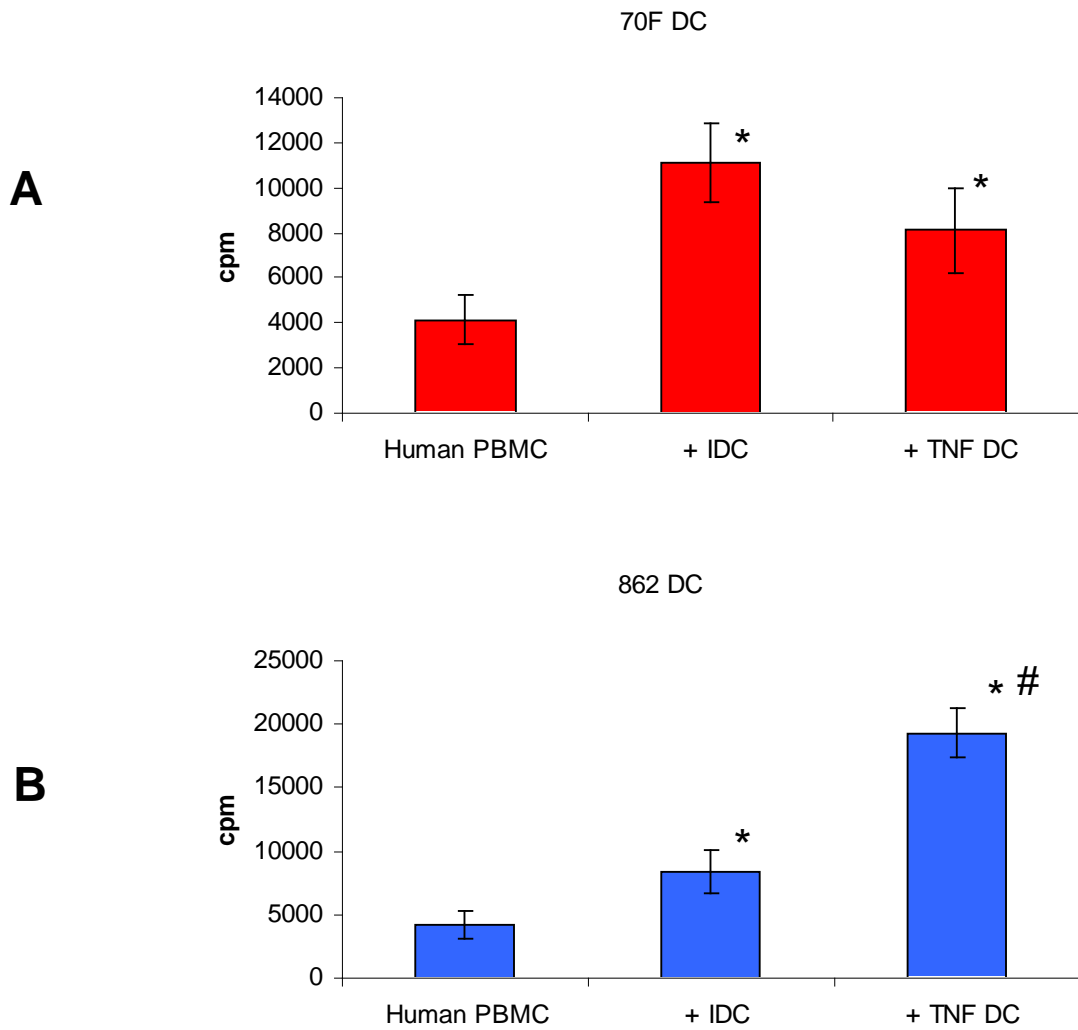 70F DC
A
cpm
14000
12000
10000
8000
6000
4000
2000
0
*
*
Human PBMC + IDC + TNF DC
862 DC
B
cpm
25000
20000
15000
10000
5000
0
*
* #
Human PBMC + IDC + TNF DC